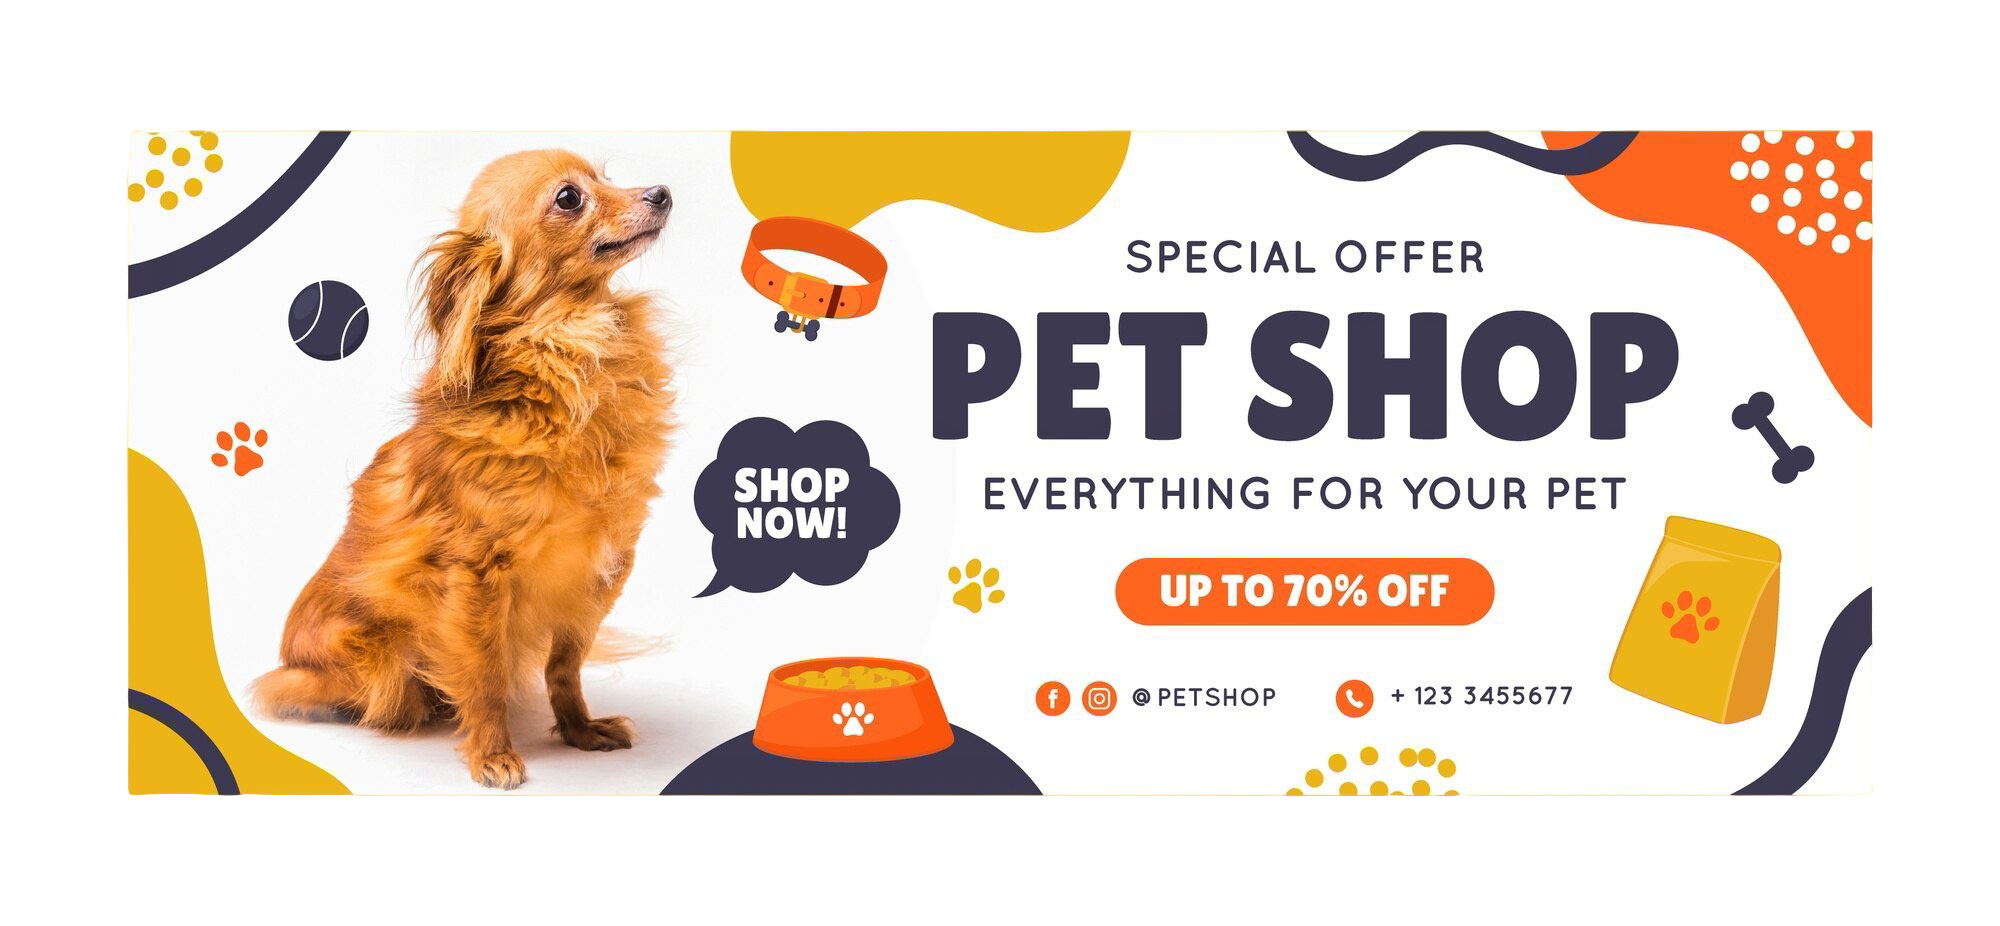 SPECIAL OFFER
PET SHOP
EVERYTHING FOR YOUR PET
SHOP
NOW!
UP TO 70% OFF
@PETSHOP
+ 123 3455677